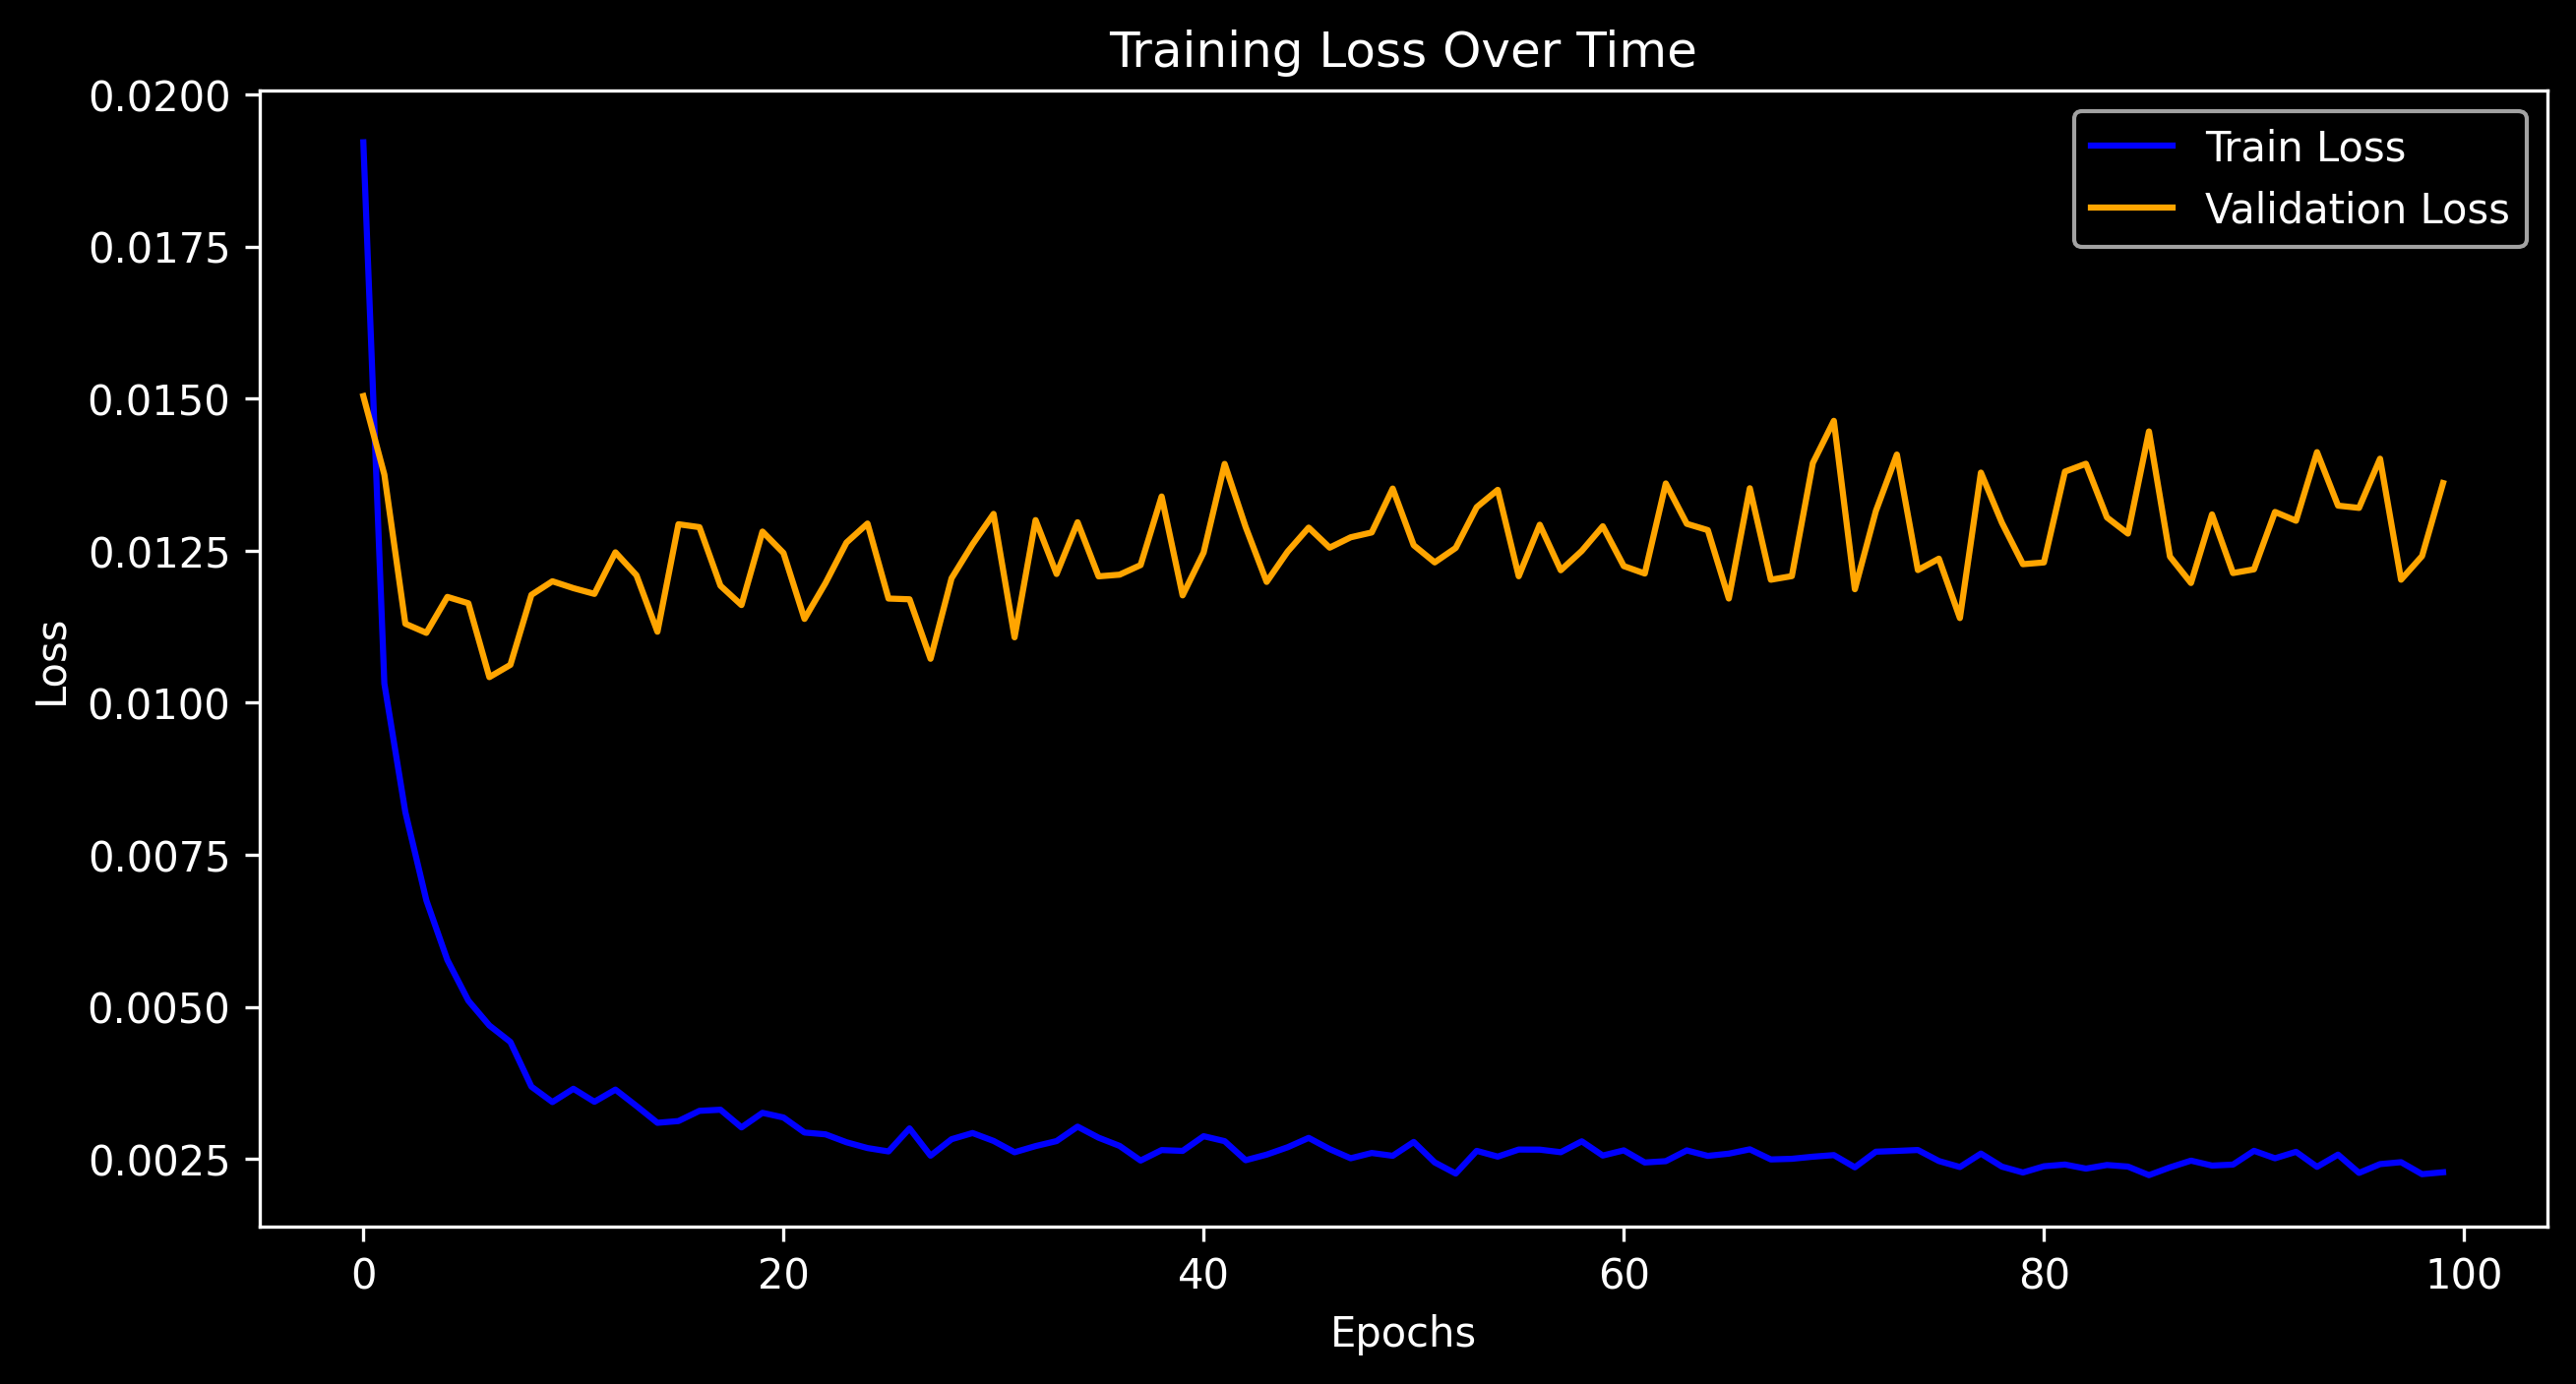 Training Loss Over Time
0.0200
0.0175
0.0150
0.0125
0.0100
0.0075
0.0050
0.0025
Loss
Train Loss
Validation Loss
0 20 40 60 80 100
Epochs